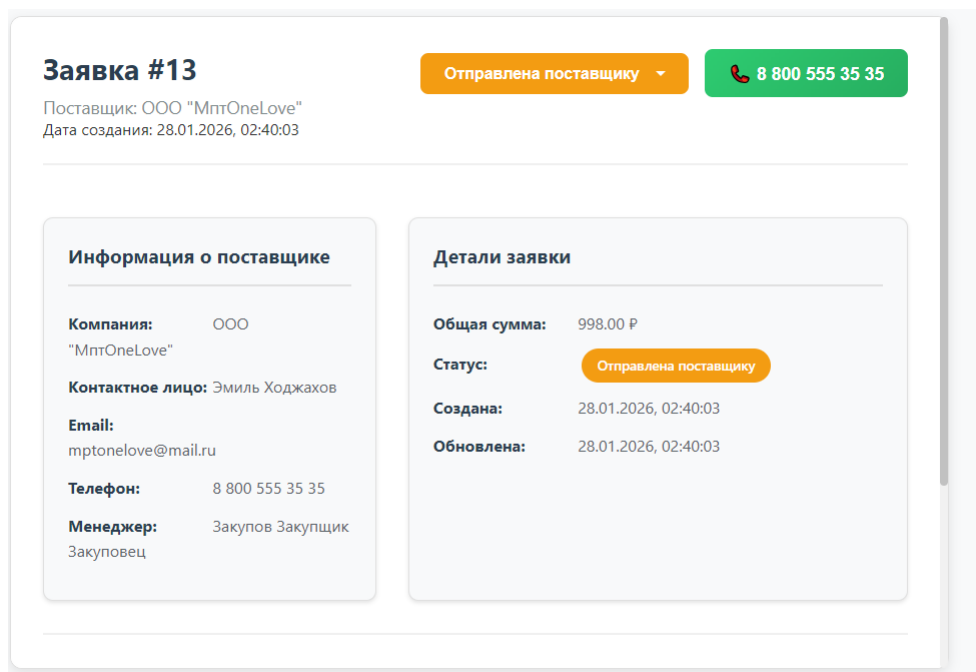 Заявка #13
Отправлена поставщику
8 800 555 35 35
Поставщик: ООО "МптOneLove"
Дата создания: 28.01.2026, 02:40:03
Информация о поставщике
Компания: ООО
"МптOneLove"
Контактное лицо: Эмиль Ходжахов
Email:
mptonelove@mail.ru
Телефон: 8 800 555 35 35
Менеджер: Закупов Закупщик
Закуповец
Детали заявки
Общая сумма: 998.00 ₽
Статус: Отправлена поставщику
Создана: 28.01.2026, 02:40:03
Обновлена: 28.01.2026, 02:40:03